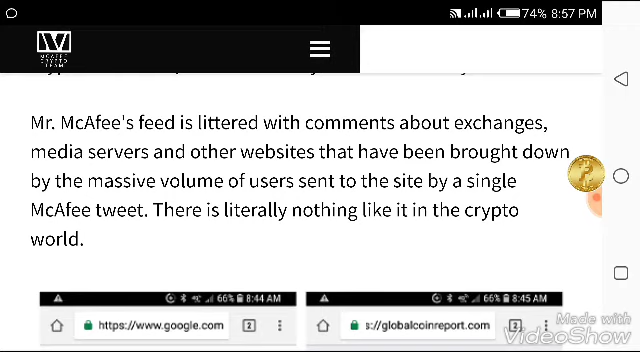 74% 8:57 PM
MCAFEE
CRYPTO
TEAM
Mr. McAfee's feed is littered with comments about exchanges,
media servers and other websites that have been brought down
by the massive volume of users sent to the site by a single
McAfee tweet. There is literally nothing like it in the crypto
world.
66% 8:44 AM
66% 8:45 AM
https://www.google.com
2
s://globalcoinreport.com
2
Made with
VideoShow